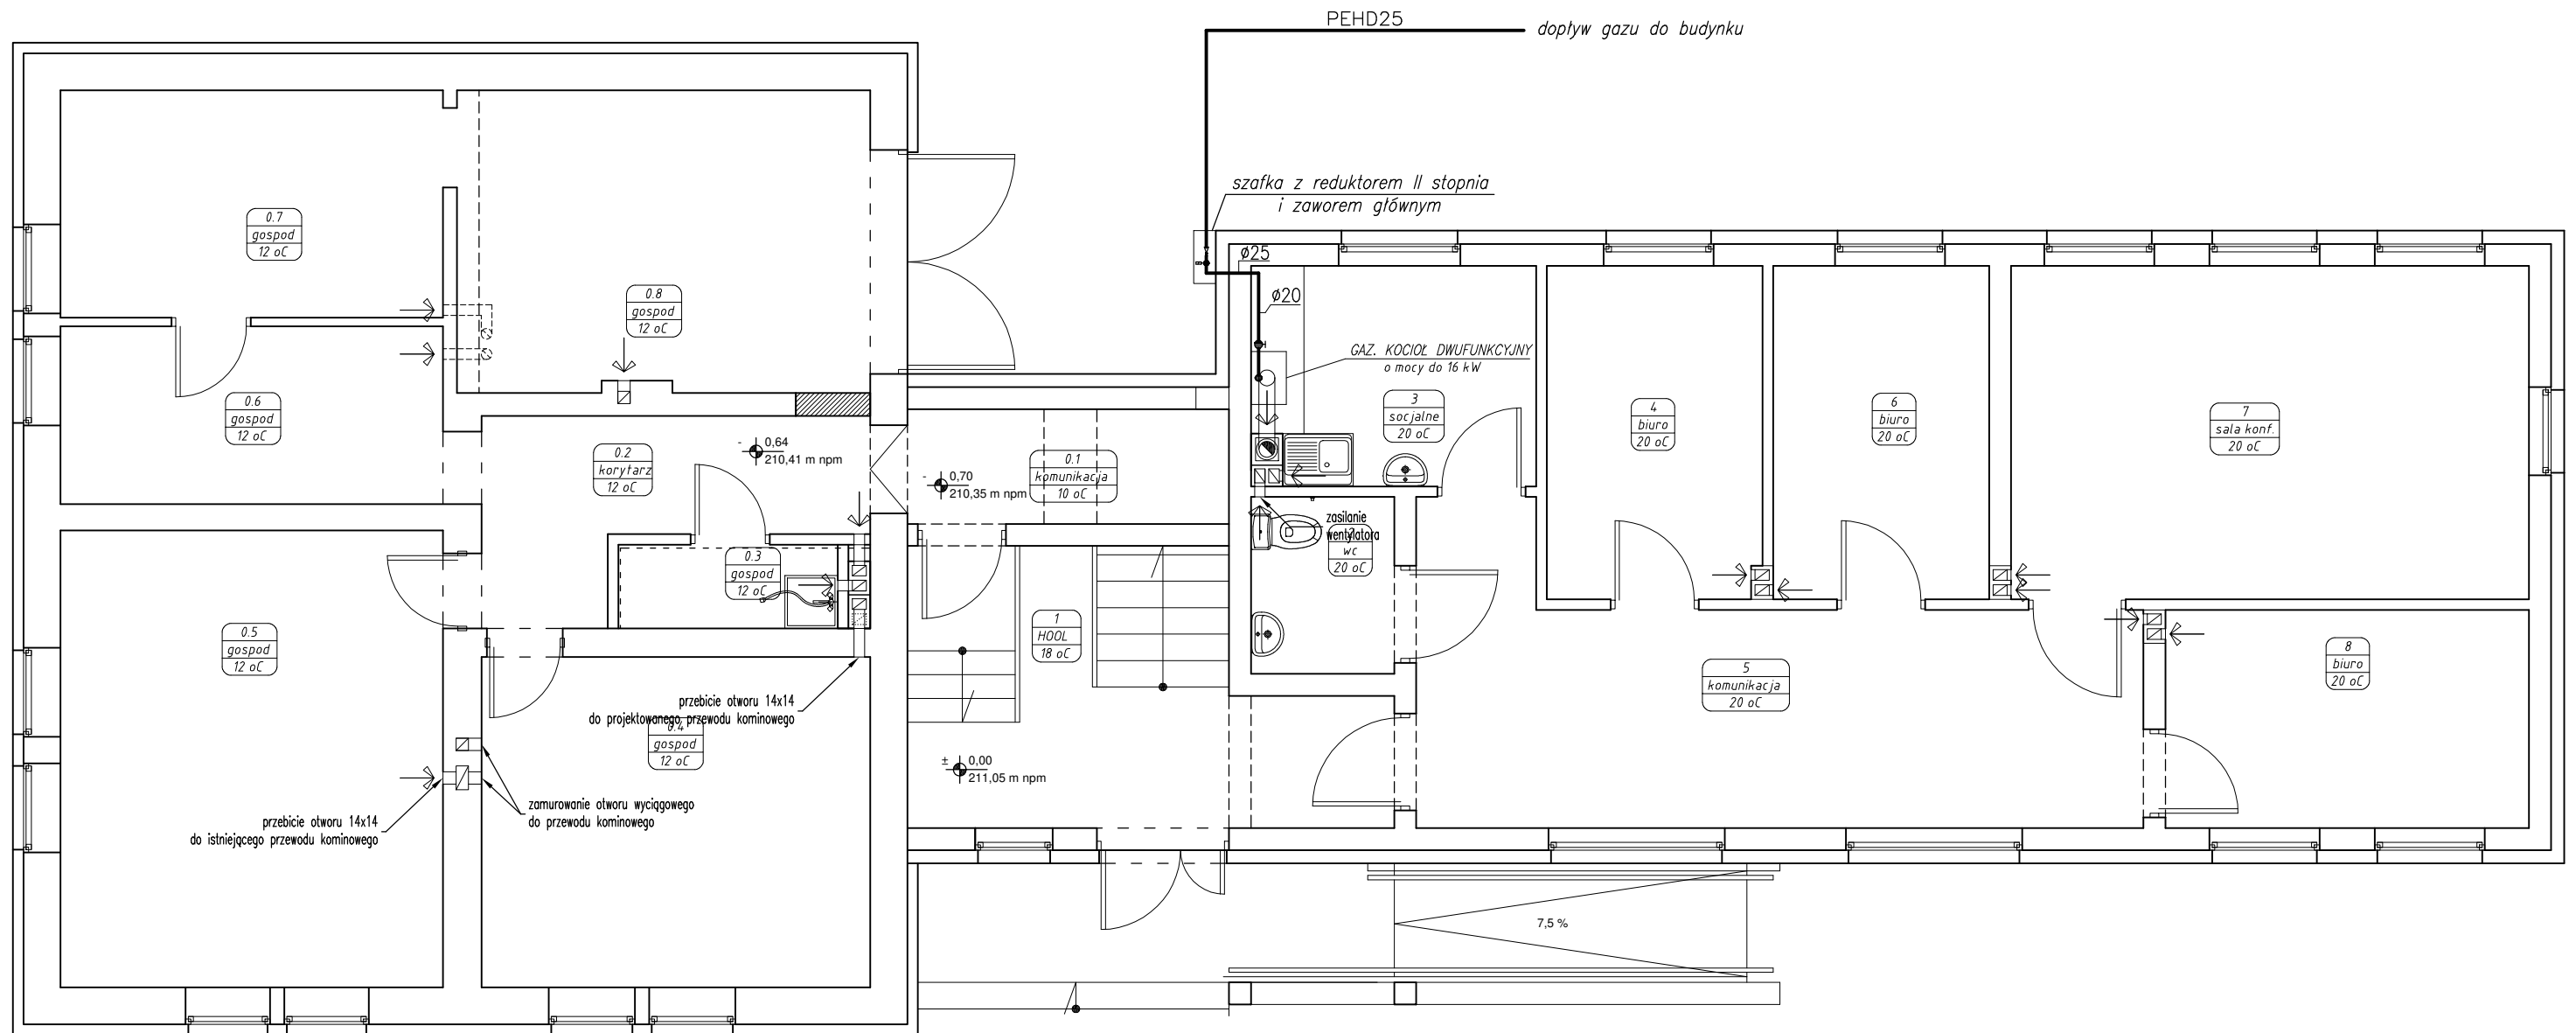 PEHD25
dopływ gazu do budynku
szafka z reduktorem II stopnia
i zaworem głównym
ø25
ø20
GAZ. KOCIOŁ DWUFUNKCYJNY
o mocy do 16 kW
0.7
gospod
12 oC
0.8
gospod
12 oC
0.6
gospod
12 oC
0.2
korytarz
12 oC
- 0,64
210,41 m npm
0.1
komunikacja
10 oC
- 0,70
210,35 m npm
3
socjalne
20 oC
4
biuro
20 oC
6
biuro
20 oC
7
sala konf.
20 oC
zasilanie
wentylatora
2
wc
20 oC
0.3
gospod
12 oC
0.5
gospod
12 oC
1
HOOL
18 oC
5
komunikacja
20 oC
8
biuro
20 oC
przebicie otworu 14x14
do projektowanego przewodu kominowego
0.4
gospod
12 oC
± 0,00
211,05 m npm
zamurowanie otworu wyciągowego
do przewodu kominowego
przebicie otworu 14x14
do istniejącego przewodu kominowego
7,5 %